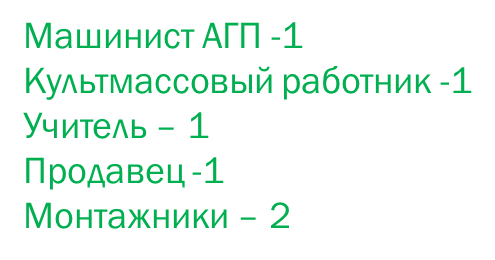 Машинист АГП -1
Культмассовый работник -1
Учитель – 1
Продавец -1
Монтажники – 2